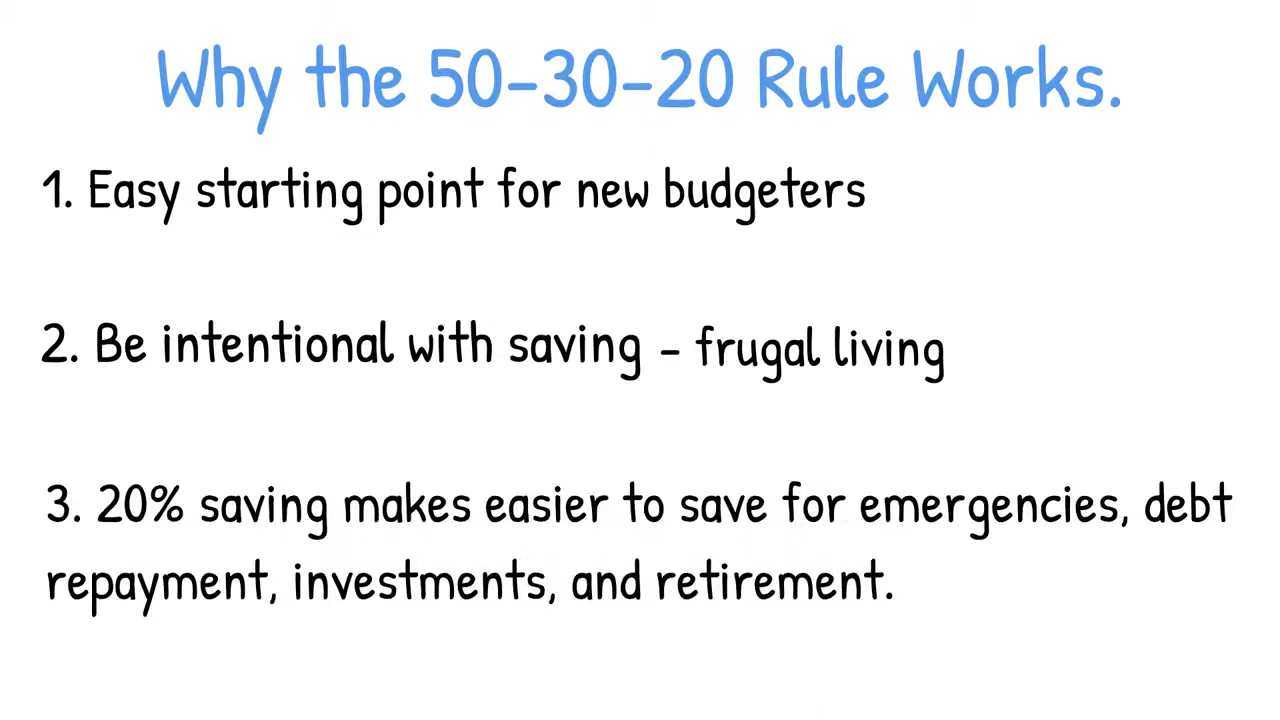 Why the 50-30-20 Rule Works.
1. Easy starting point for new budgeters
2. Be intentional with saving - frugal living
3. 20% saving makes easier to save for emergencies, debt
repayment, investments, and retirement.